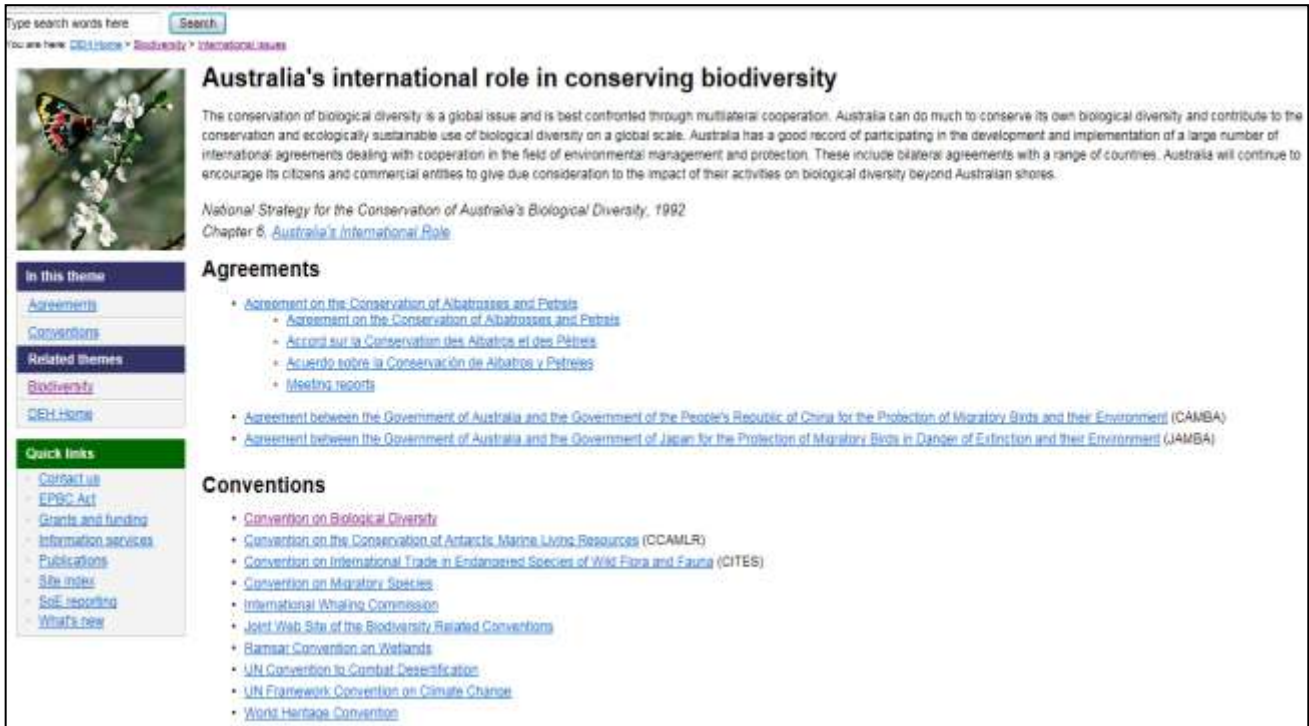 Type search words here Search
You are here: DEH Home > Biodiversity > International issues
Australia's international role in conserving biodiversity
The conservation of biological diversity is a global issue and is best confronted through multilateral cooperation. Australia can do much to conserve its own biological diversity and contribute to the
conservation and ecologically sustainable use of biological diversity on a global scale. Australia has a good record of participating in the development and implementation of a large number of
international agreements dealing with cooperation in the field of environmental management and protection. These include bilateral agreements with a range of countries. Australia will continue to
encourage its citizens and commercial entities to give due consideration to the impact of their activities on biological diversity beyond Australian shores.
National Strategy for the Conservation of Australia's Biological Diversity, 1992
Chapter 6, Australia's International Role
In this theme
Agreements
Conventions
Related themes
Biodiversity
DEH Home
Quick links
Contact us
EPBC Act
Grants and funding
Information services
Publications
Site index
SoE reporting
What's new
Agreements
Agreement on the Conservation of Albatrosses and Petrels
Agreement on the Conservation of Albatrosses and Petrels
Accord sur la Conservation des Albatros et des Pétrels
Acuerdo sobre la Conservación de Albatros y Petreles
Meeting reports
Agreement between the Government of Australia and the Government of the People's Republic of China for the Protection of Migratory Birds and their Environment (CAMBA)
Agreement between the Government of Australia and the Government of Japan for the Protection of Migratory Birds in Danger of Extinction and their Environment (JAMBA)
Conventions
Convention on Biological Diversity
Convention on the Conservation of Antarctic Marine Living Resources (CCAMLR)
Convention on International Trade in Endangered Species of Wild Flora and Fauna (CITES)
Convention on Migratory Species
International Whaling Commission
Joint Web Site of the Biodiversity Related Conventions
Ramsar Convention on Wetlands
UN Convention to Combat Desertification
UN Framework Convention on Climate Change
World Heritage Convention